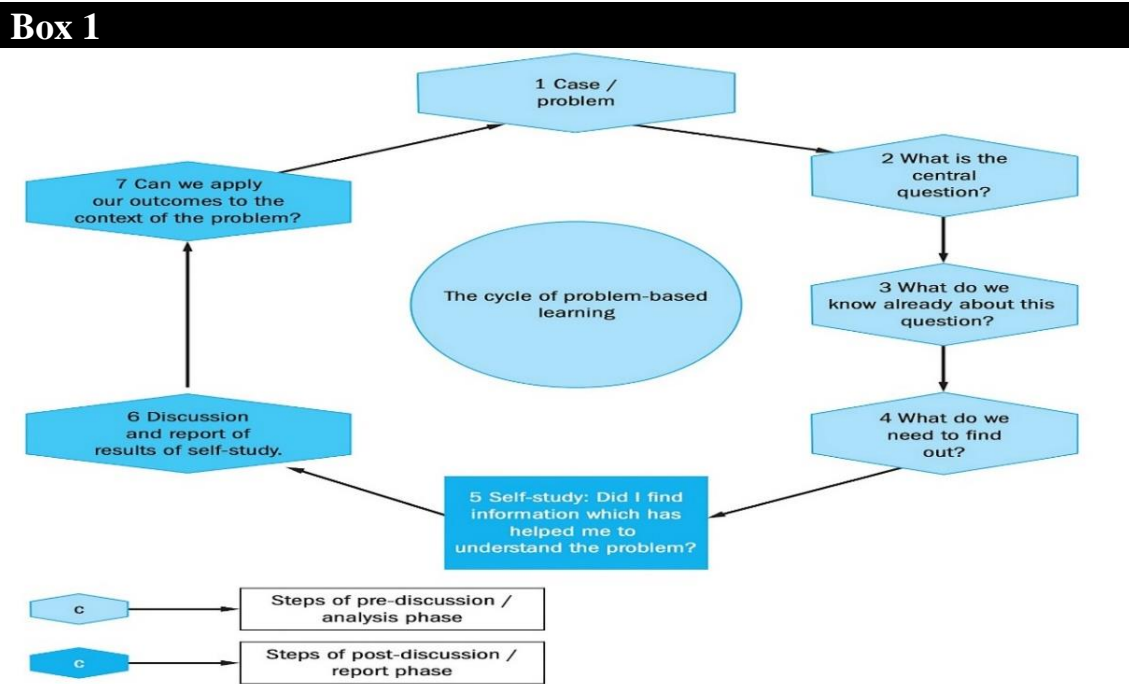 Box 1
1 Case /
problem
2 What is the
central
question?
3 What do we
know already about this
question?
4 What do we
need to find
out?
5 Self-study: Did I find
information which has
helped me to
understand the problem?
6 Discussion
and report of
results of self-study.
7 Can we apply
our outcomes to the
context of the problem?
The cycle of problem-based
learning
c
Steps of pre-discussion /
analysis phase
c
Steps of post-discussion /
report phase